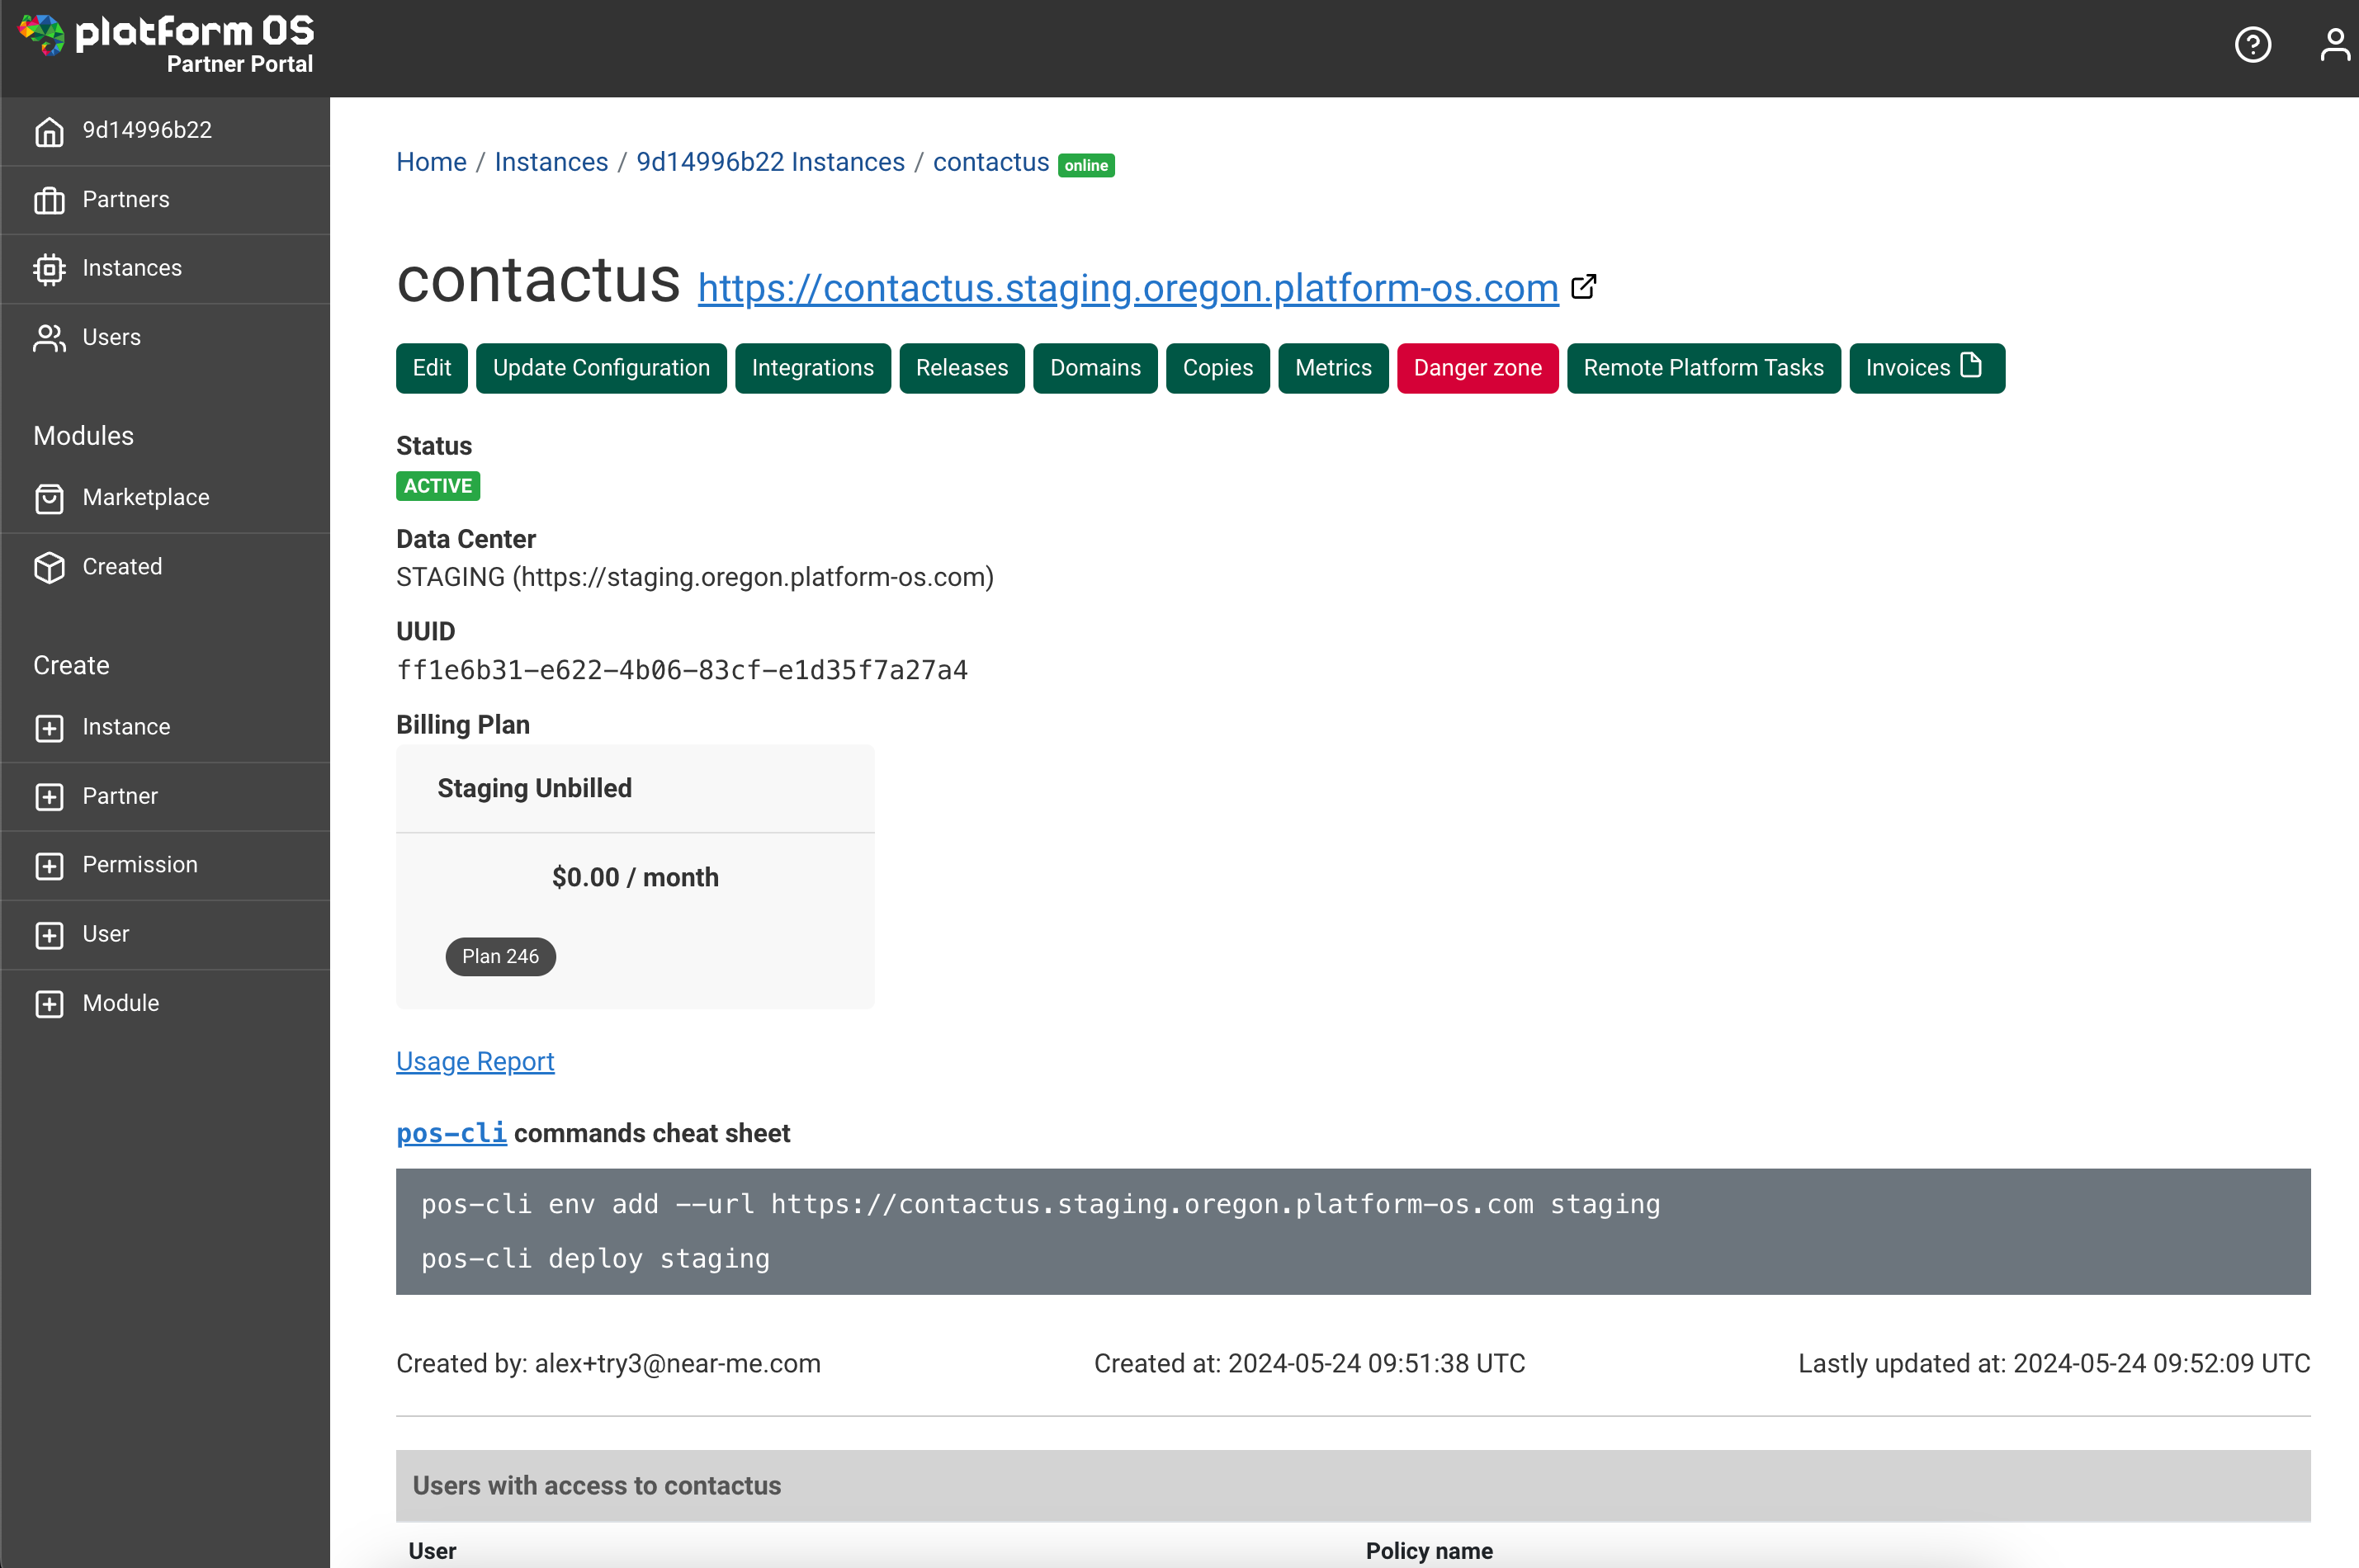 platform OS
Partner Portal
9d14996b22
Partners
Instances
Users
Modules
Marketplace
Created
Create
Instance
Partner
Permission
User
Module
Home / Instances / 9d14996b22 Instances / contactus online
contactus https://contactus.staging.oregon.platform-os.com
Edit Update Configuration Integrations Releases Domains Copies Metrics Danger zone Remote Platform Tasks Invoices
Status
ACTIVE
Data Center
STAGING (https://staging.oregon.platform-os.com)
UUID
ff1e6b31-e622-4b06-83cf-e1d35f7a27a4
Billing Plan
Staging Unbilled
$0.00 / month
Plan 246
Usage Report
pos-cli commands cheat sheet
pos-cli env add --url https://contactus.staging.oregon.platform-os.com staging
pos-cli deploy staging
Created by: alex+try3@near-me.com Created at: 2024-05-24 09:51:38 UTC Lastly updated at: 2024-05-24 09:52:09 UTC
Users with access to contactus
User Policy name